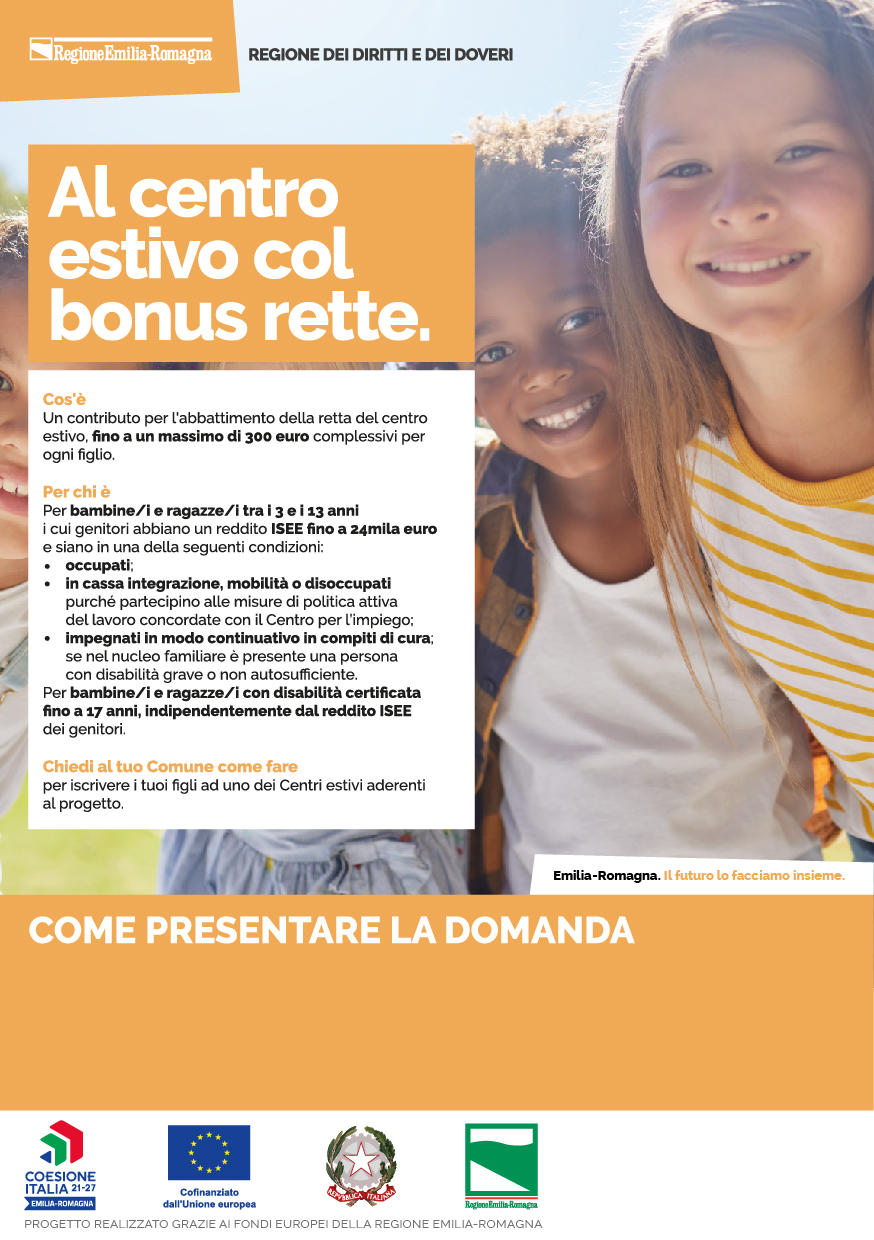 RegioneEmilia-Romagna
REGIONE DEI DIRITTI E DEI DOVERI
Al centro
estivo col
bonus rette.
Cos'è
Un contributo per l'abbattimento della retta del centro
estivo, fino a un massimo di 300 euro complessivi per
ogni figlio.
Per chi è
Per bambine/i e ragazze/i tra i 3 e i 13 anni
i cui genitori abbiano un reddito ISEE fino a 24mila euro
e siano in una della seguenti condizioni:
• occupati;
• in cassa integrazione, mobilità o disoccupati
purché partecipino alle misure di politica attiva
del lavoro concordate con il Centro per l'impiego;
• impegnati in modo continuativo in compiti di cura;
se nel nucleo familiare è presente una persona
con disabilità grave o non autosufficiente.
Per bambine/i e ragazze/i con disabilità certificata
fino a 17 anni, indipendentemente dal reddito ISEE
dei genitori.
Chiedi al tuo Comune come fare
per iscrivere i tuoi figli ad uno dei Centri estivi aderenti
al progetto.
Emilia-Romagna. Il futuro lo facciamo insieme.
COME PRESENTARE LA DOMANDA
COESIONE
ITALIA 21-27
EMILIA-ROMAGNA
Cofinanziato
dall'Unione europea
REPVBBLICA ITALIANA
RegioneEmilia-Romagna
PROGETTO REALIZZATO GRAZIE AI FONDI EUROPEI DELLA REGIONE EMILIA-ROMAGNA